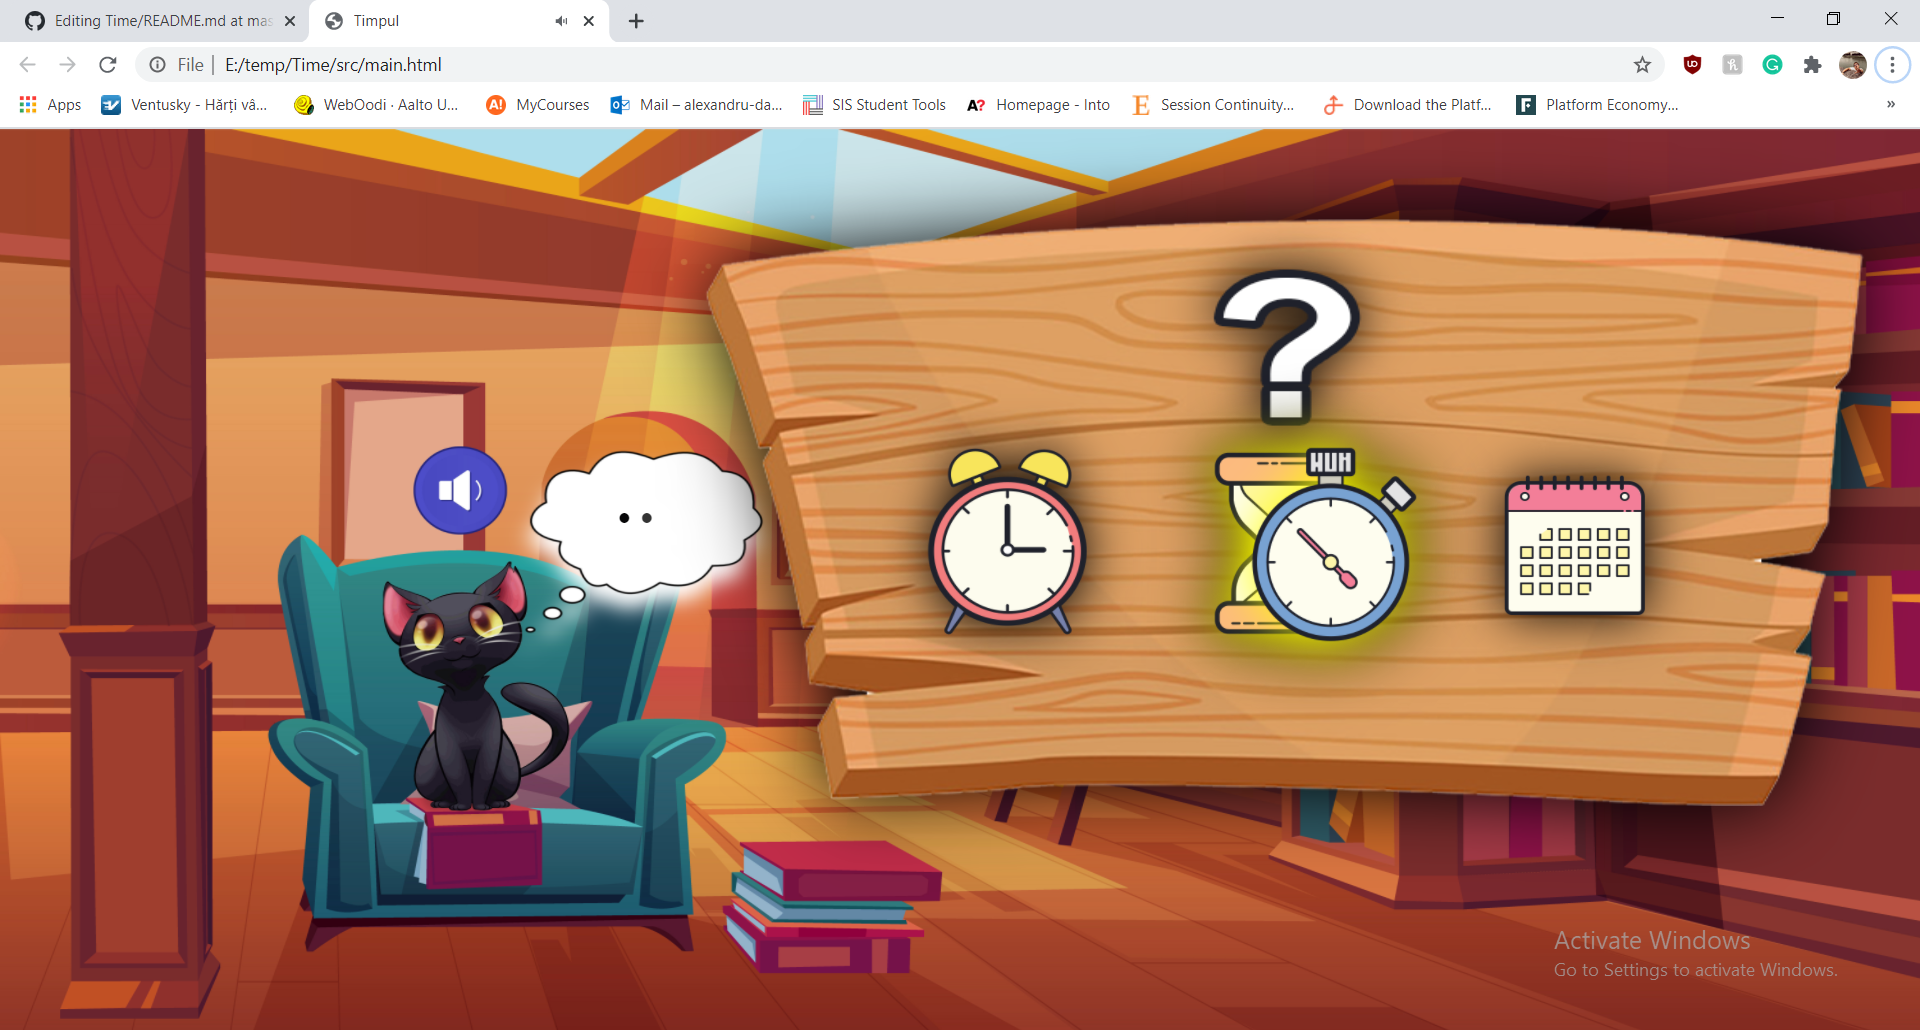 Editing Time/README.md at mas
Timpul
File
E:/temp/Time/src/main.html
Apps
Ventusky - Hărți vâ...
WebOodi · Aalto U...
MyCourses
Mail – alexandru-da...
SIS Student Tools
Homepage - Into
Session Continuity...
Download the Platf...
Platform Economy...
?
Activate Windows
Go to Settings to activate Windows.